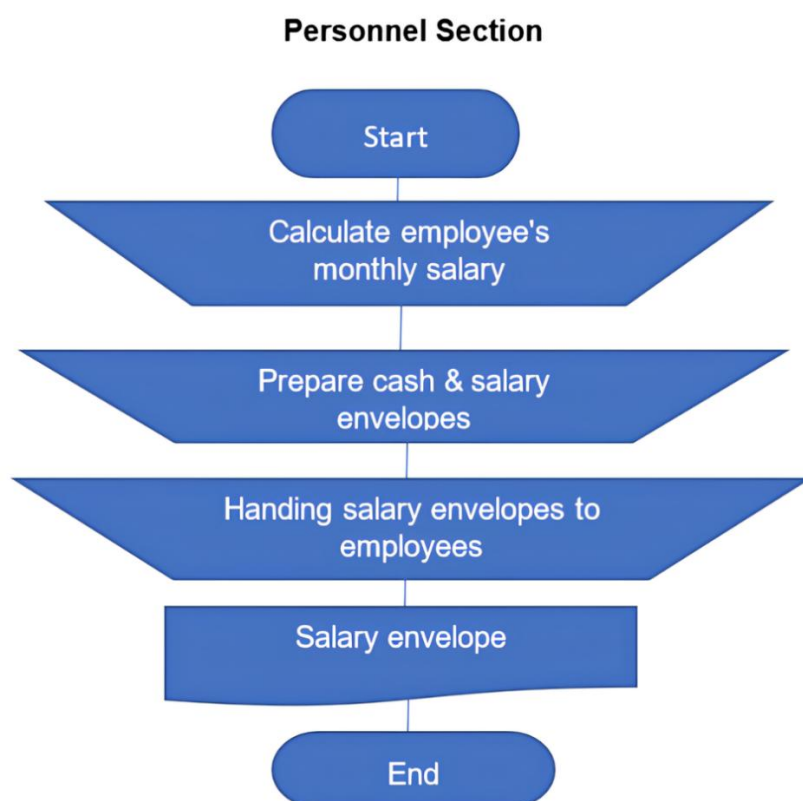 Personnel Section
Start
Calculate employee's
monthly salary
Prepare cash & salary
envelopes
Handing salary envelopes to
employees
Salary envelope
End